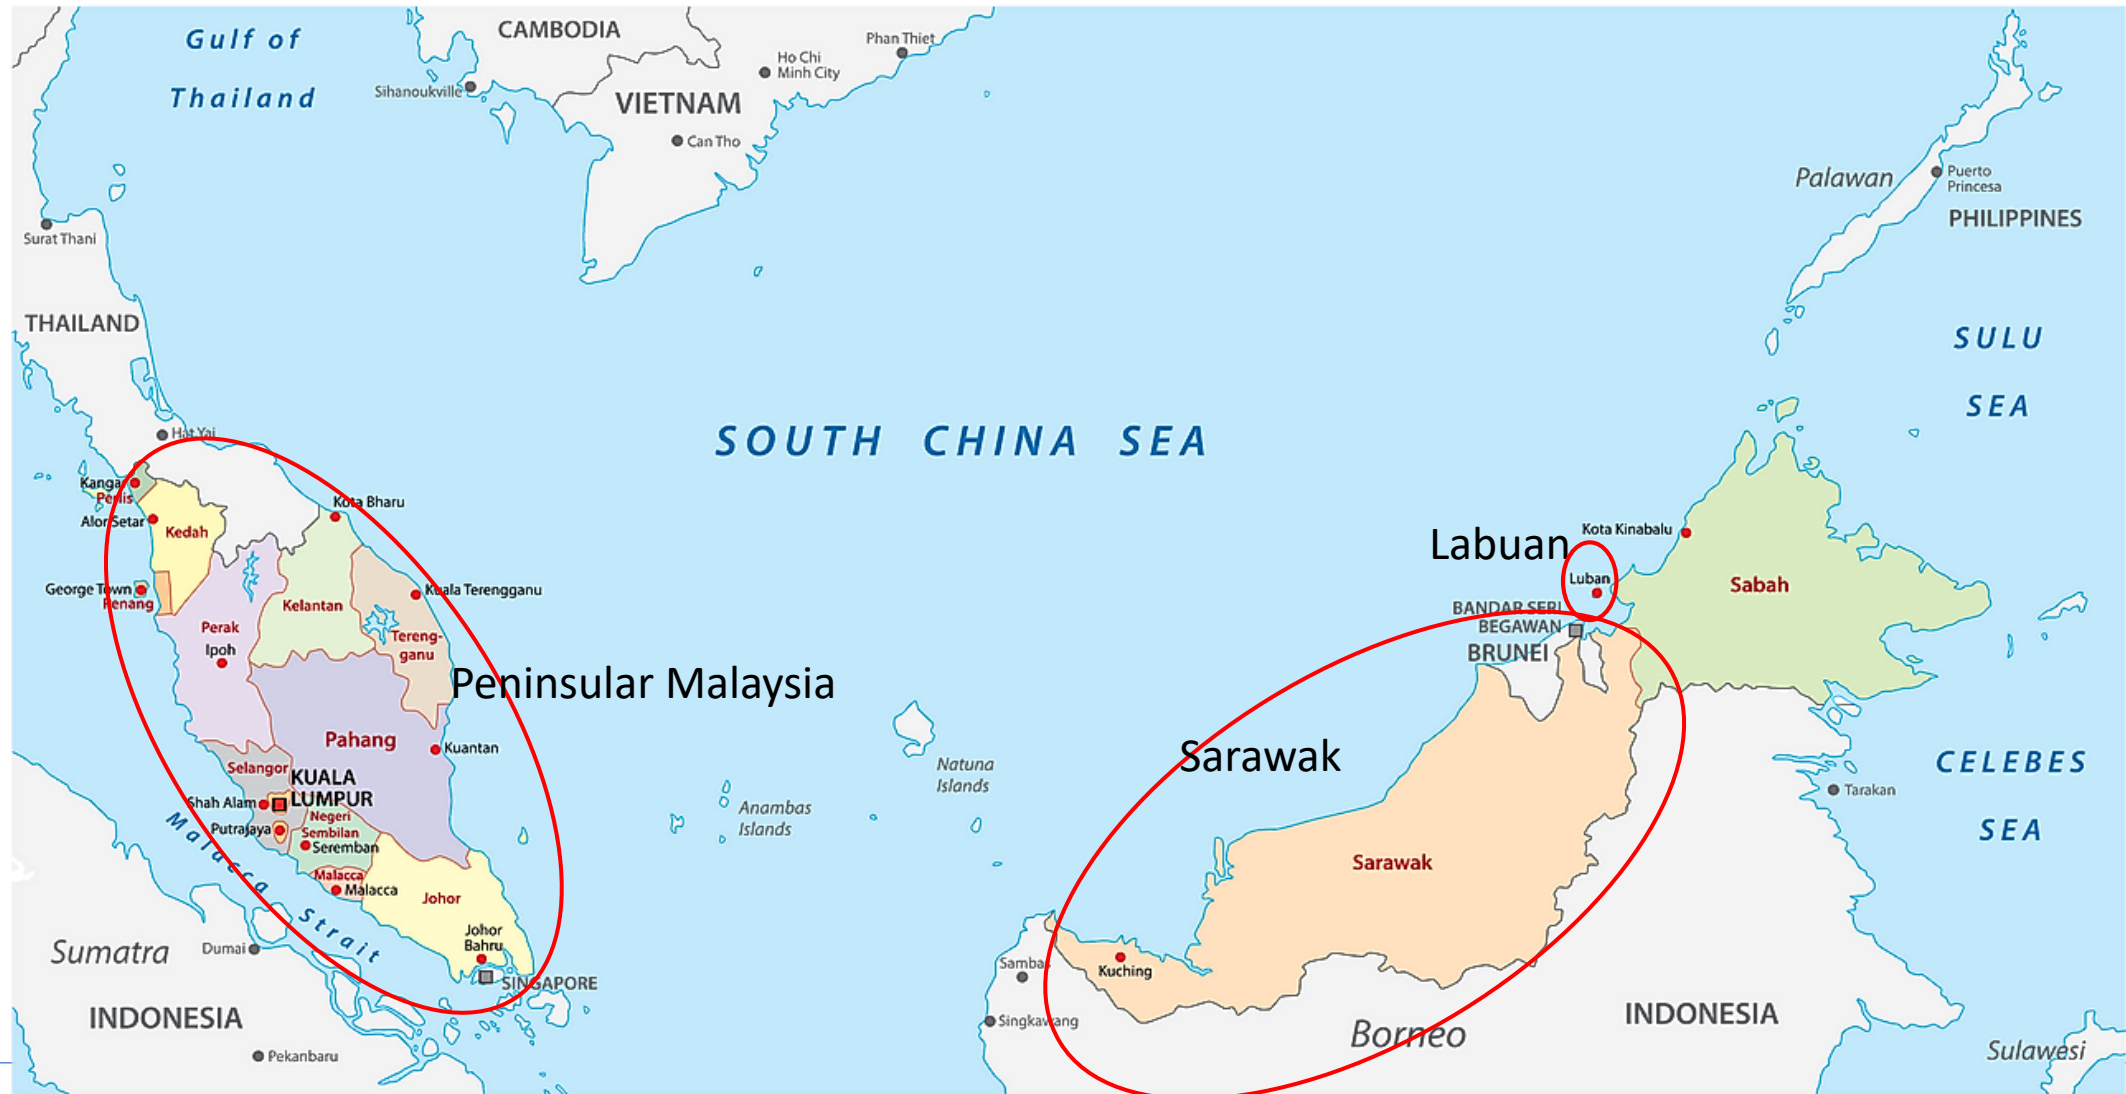 Gulf of
Thailand
CAMBODIA
Phan Thiet
Ho Chi
Minh City
Sihanoukville
VIETNAM
Can Tho
Palawan
Puerto
Princesa
PHILIPPINES
Surat Thani
THAILAND
SULU
SEA
Hat Yai
SOUTH CHINA SEA
Kangar
Perlis
Kota Bharu
Alor Setar
Kedah
Kota Kinabalu
Labuan
Luban
Sabah
George Town
Penang
Kuala Terengganu
Kelantan
BANDAR SERI
BEGAWAN
BRUNEI
Perak
Ipoh
Tereng-
ganu
Peninsular Malaysia
Pahang
Kuantan
Sarawak
Natuna
Islands
CELEBES
SEA
Tarakan
Selangor
KUALA
LUMPUR
Shah Alam
Anambas
Islands
Putrajaya
Negeri
Sembilan
Seremban
Malacca Strait
Malacca
Malacca
Sarawak
Johor
Johor
Bahru
SINGAPORE
Sumatra
Dumai
INDONESIA
Pekanbaru
Sambas
Kuching
Singkawang
Borneo
INDONESIA
Sulawesi